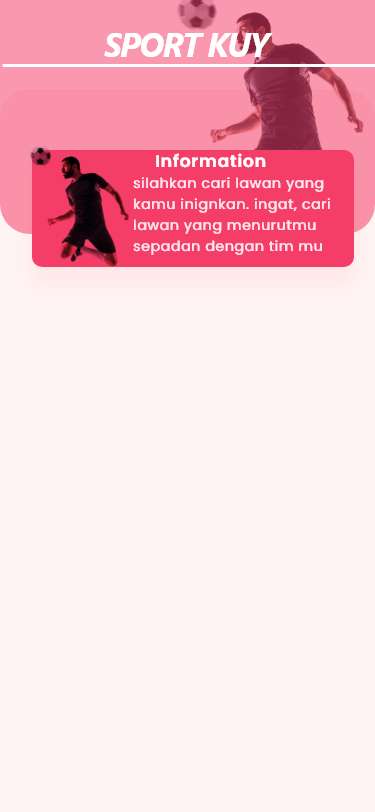 SPORT KUY
Information
silahkan cari lawan yang
kamu inignkan. ingat, cari
lawan yang menurutmu
sepadan dengan tim mu